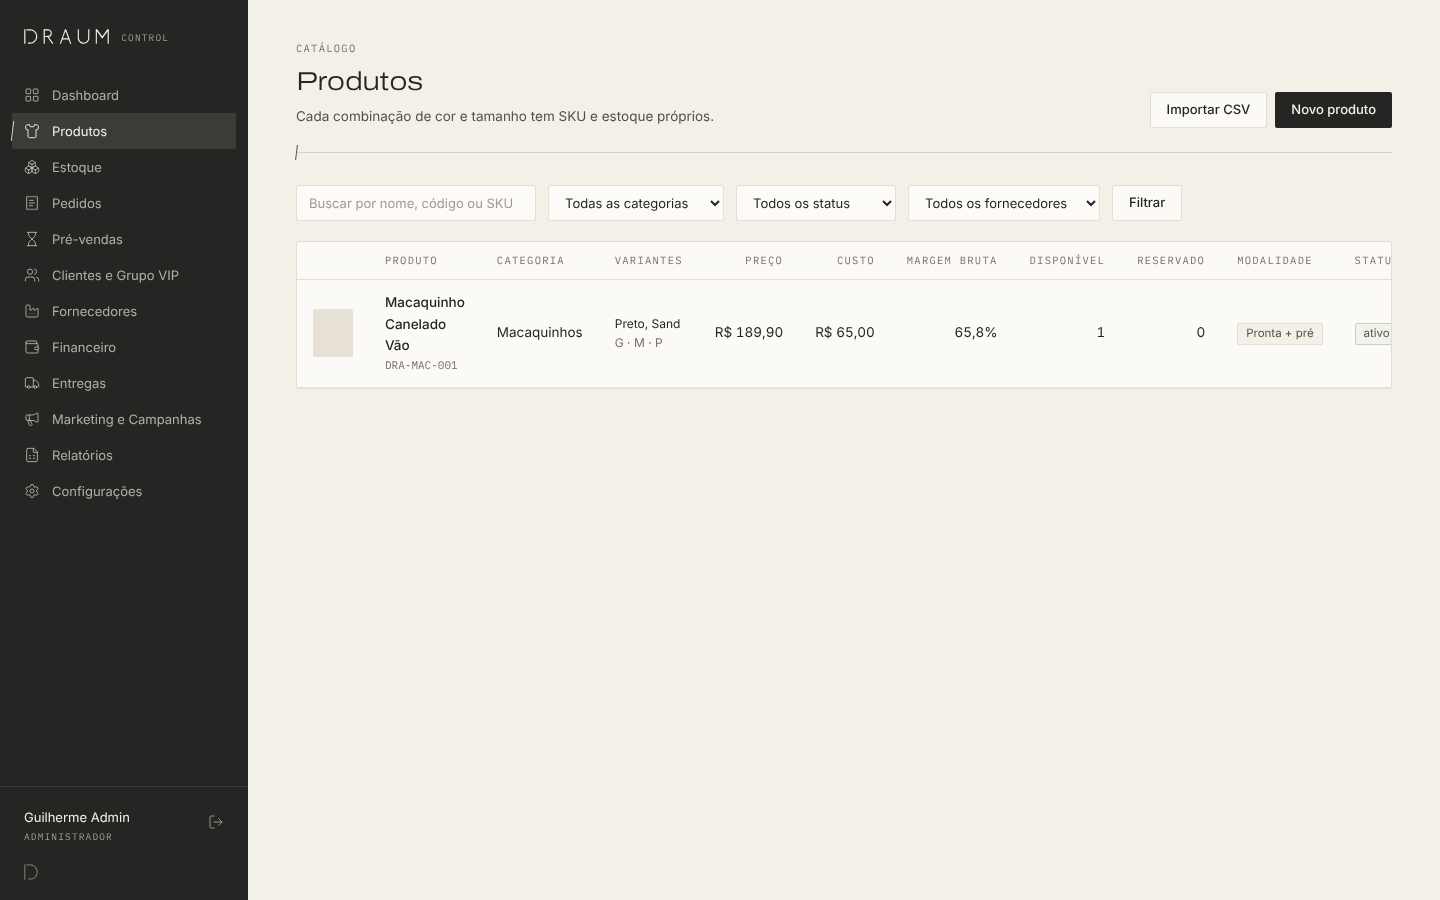 DRAUM CONTROL
Dashboard
Produtos
Estoque
Pedidos
Pré-vendas
Clientes e Grupo VIP
Fornecedores
Financeiro
Entregas
Marketing e Campanhas
Relatórios
Configurações
Guilherme Admin
ADMINISTRADOR
D
CATÁLOGO
Produtos
Cada combinação de cor e tamanho tem SKU e estoque próprios.
Importar CSV
Novo produto
Buscar por nome, código ou SKU
Todas as categorias
Todos os status
Todos os fornecedores
Filtrar
PRODUTO CATEGORIA VARIANTES PREÇO CUSTO MARGEM BRUTA DISPONÍVEL RESERVADO MODALIDADE STATU
Macaquinho
Canelado
Vão
DRA-MAC-001
Macaquinhos
Preto, Sand
G · M · P
R$ 189,90
R$ 65,00
65,8%
1
0
Pronta + pré
ativo